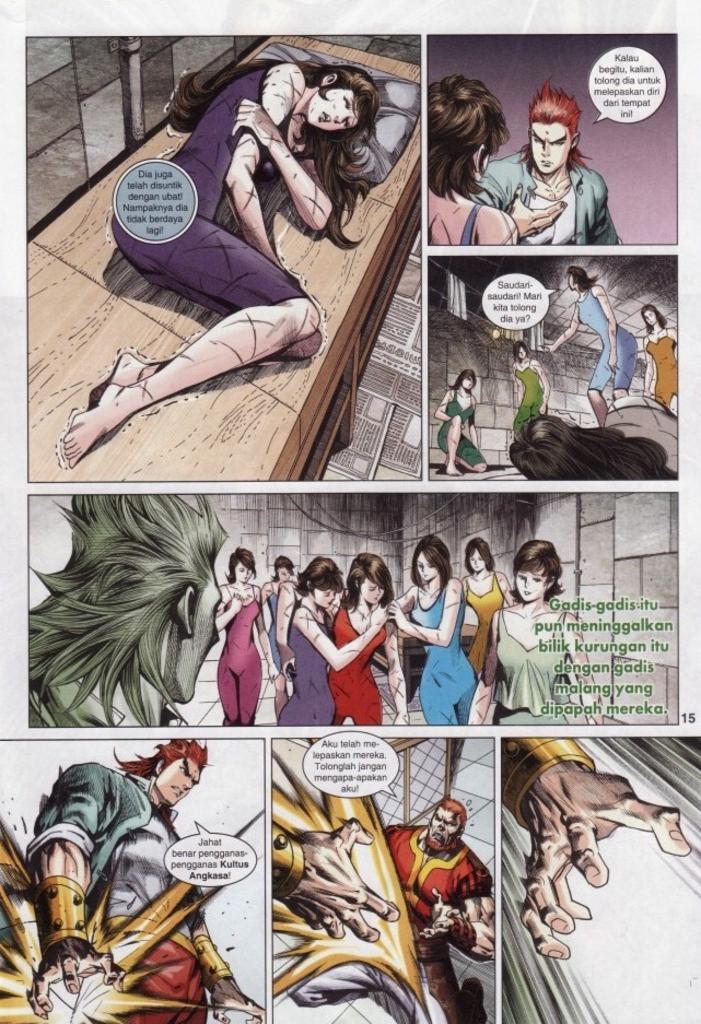 Dia juga
telah disuntik
dengan ubat!
Nampaknya dia
tidak berdaya
lagi!
Kalau
begitu, kalian
tolong dia untuk
melepaskan diri
dari tempat
ini!
Saudari-
saudari! Mari
kita tolong
dia ya?
Gadis-gadis itu
pun meninggalkan
bilik kurungan itu
dengan gadis
malang yang
dipapah mereka.
15
Jahat
benar pengganas-
pengganas Kultus
Angkasa!
Aku telah me-
lepaskan mereka.
Tolonglah jangan
mengapa-apakan
aku!